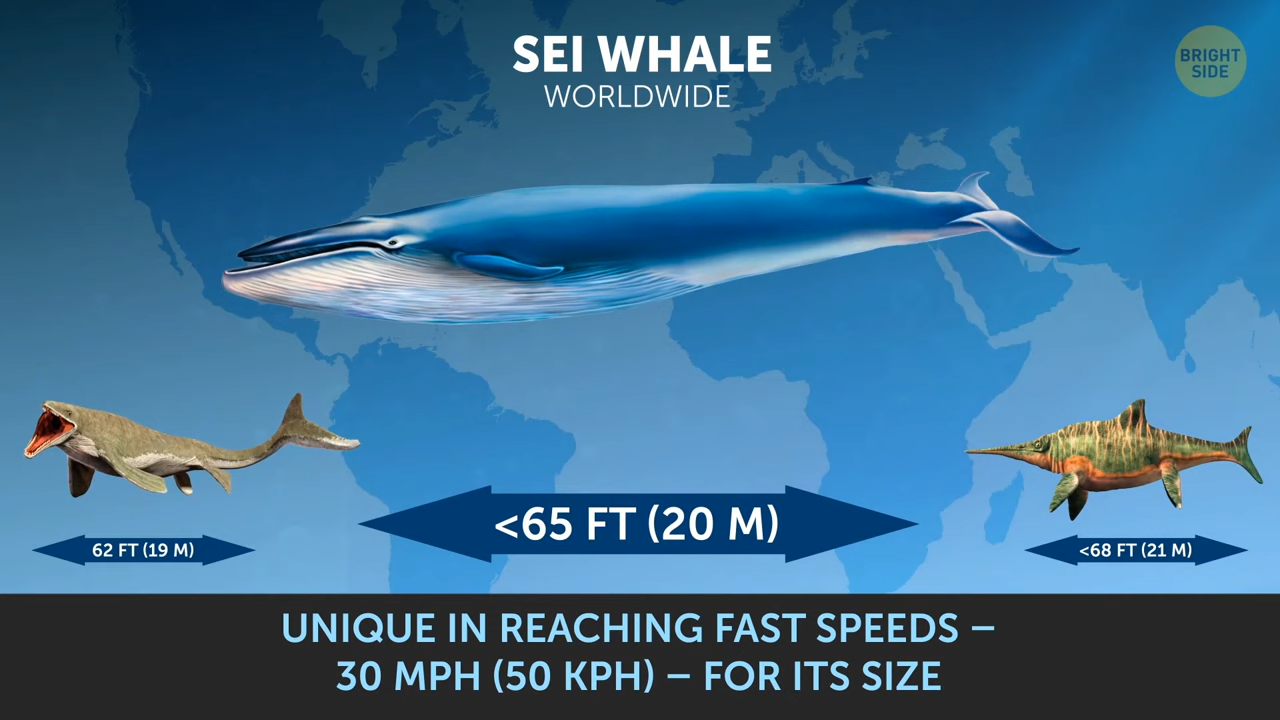 SEI WHALE
WORLDWIDE
BRIGHT
SIDE
62 FT (19 M)
<65 FT (20 M)
<68 FT (21 M)
UNIQUE IN REACHING FAST SPEEDS –
30 MPH (50 KPH) – FOR ITS SIZE